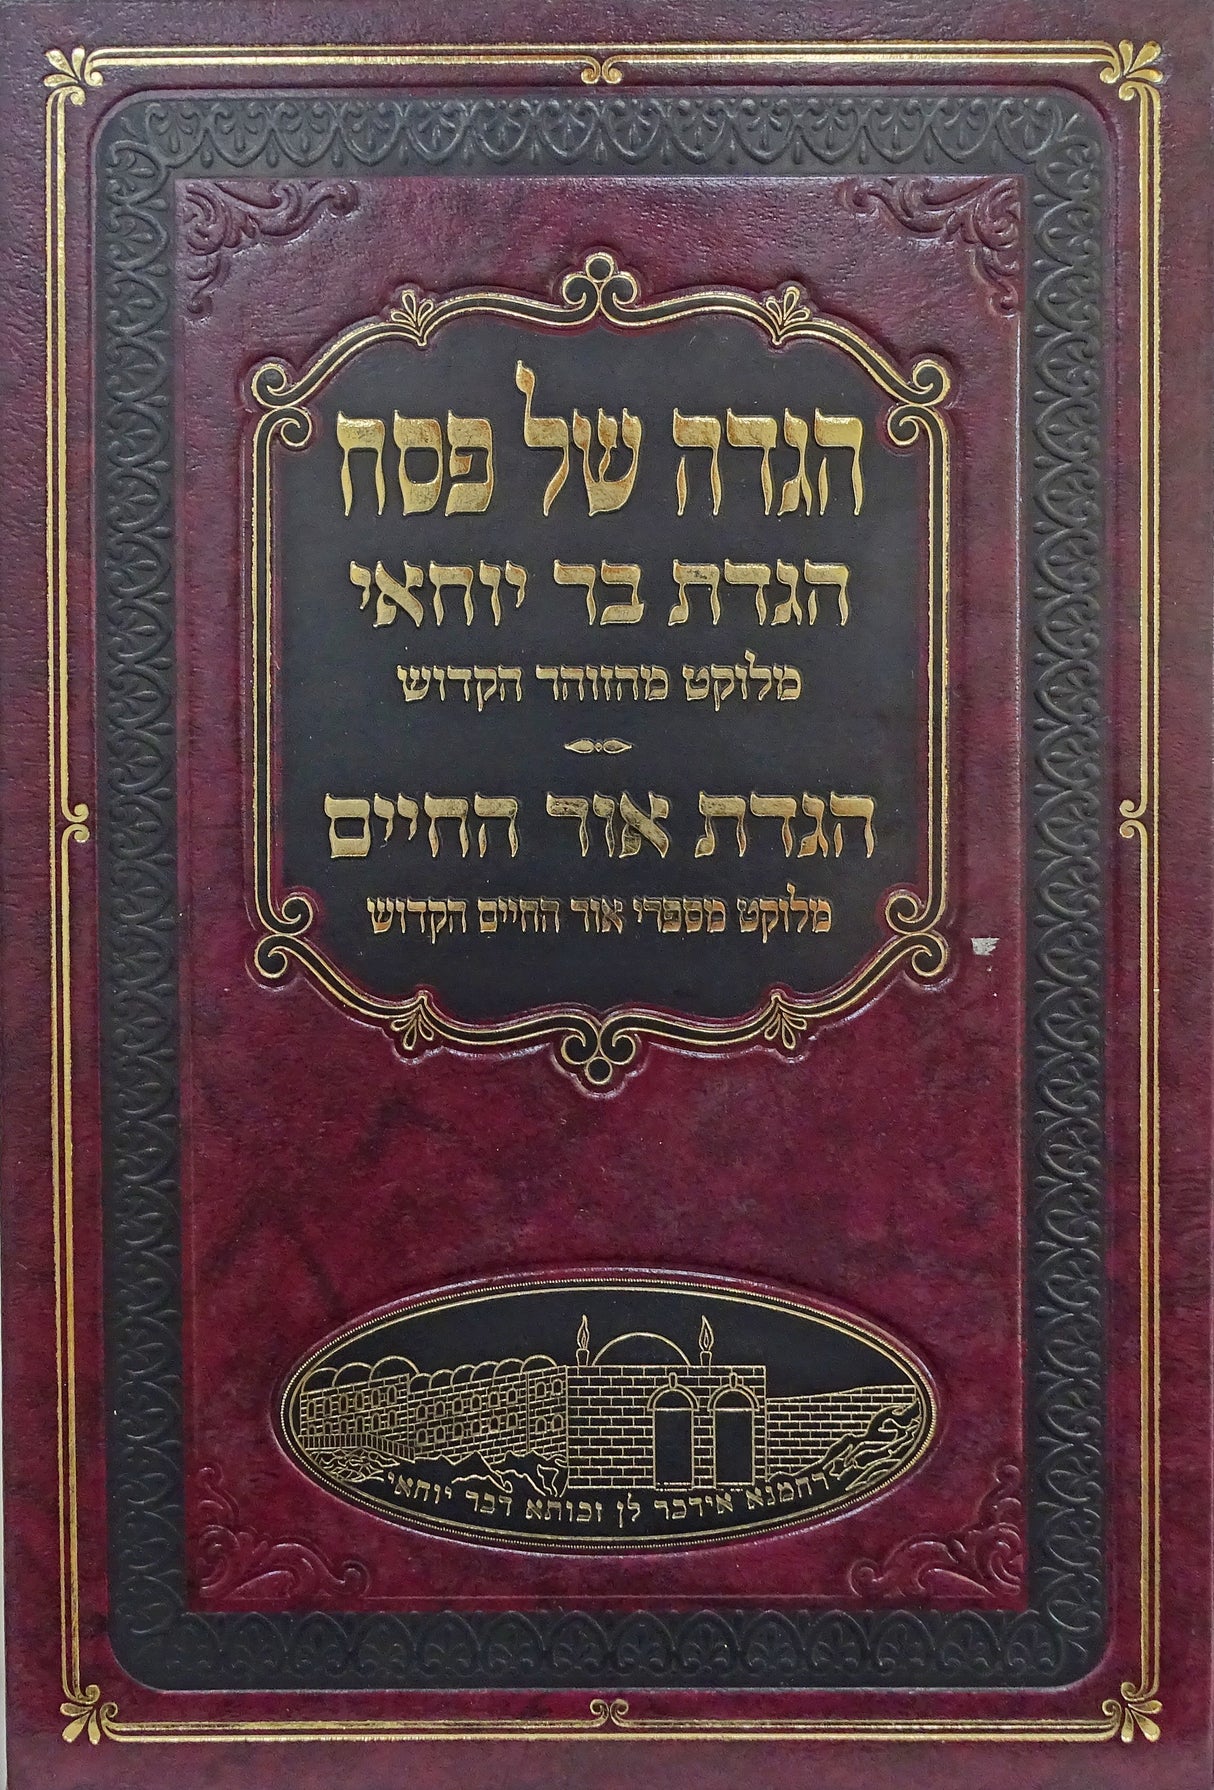 הגדה של פסח
הגדת בר יוחאי
מלוקט מהזוהר הקדוש
הגדת אור החיים
מלוקט מספרי אור החיים הקדוש
רחמנא אידכר לן זכותא דבר יוחאי